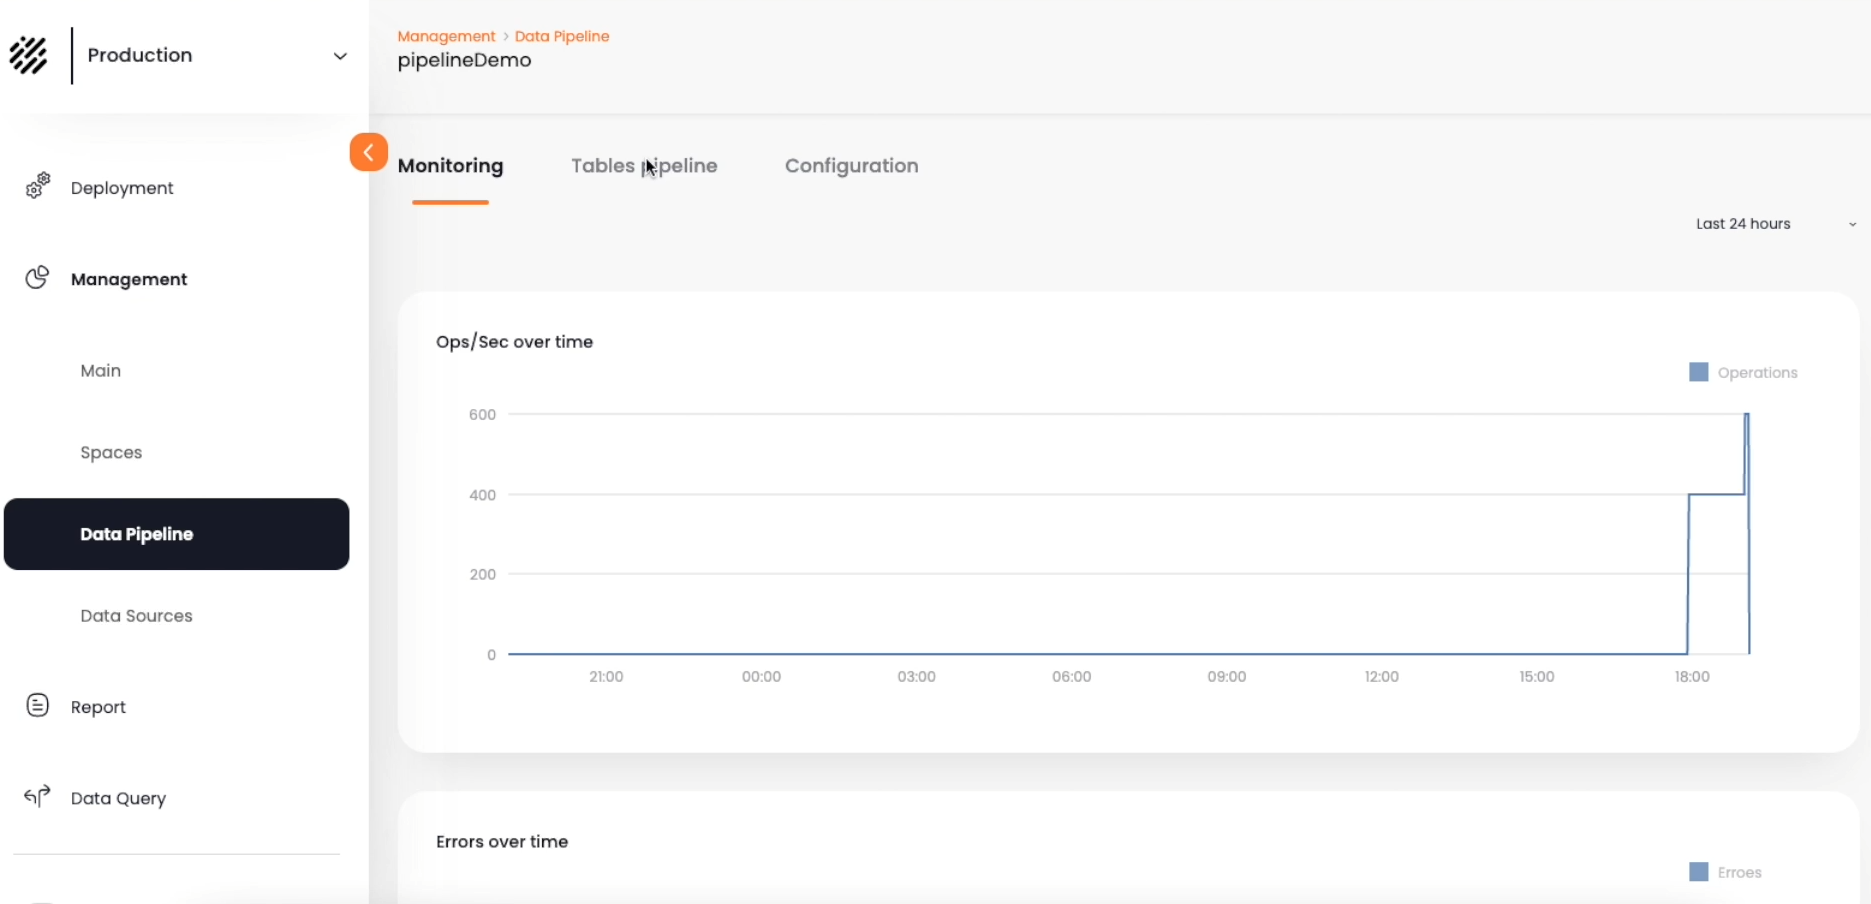 Production
Deployment
Management
Main
Spaces
Data Pipeline
Data Sources
Report
Data Query
Management > Data Pipeline
pipelineDemo
Monitoring
Tables pipeline
Configuration
Last 24 hours
Ops/Sec over time
Operations
600
400
200
0
21:00 00:00 03:00 06:00 09:00 12:00 15:00 18:00
Errors over time
Erroes